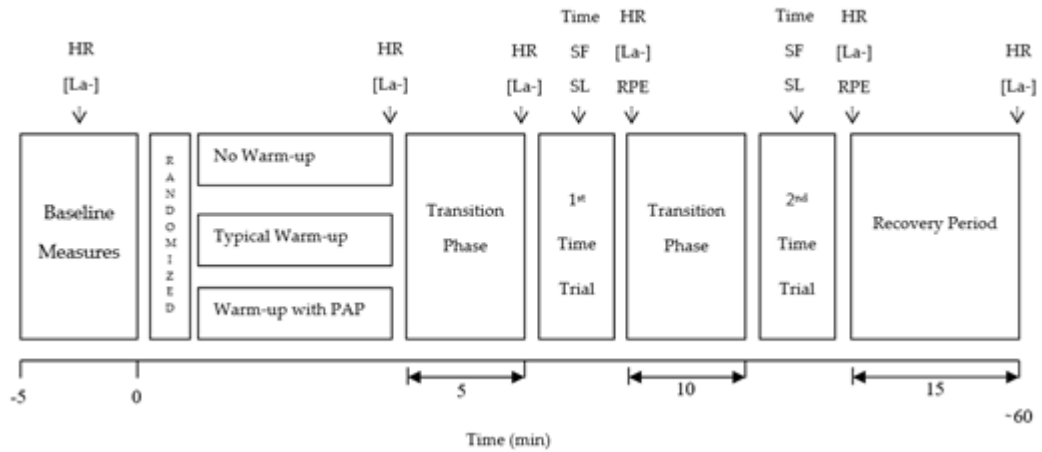 Time HR Time HR
HR HR HR SF [La-] SF [La-] HR
[La-] [La-] [La-] SL RPE SL RPE [La-]
Baseline
Measures
RANDOMIZED
No Warm-up
Typical Warm-up
Warm-up with PAP
Transition
Phase
1st
Time
Trial
Transition
Phase
2nd
Time
Trial
Recovery Period
-5 0 5 10 15 ~60
Time (min)